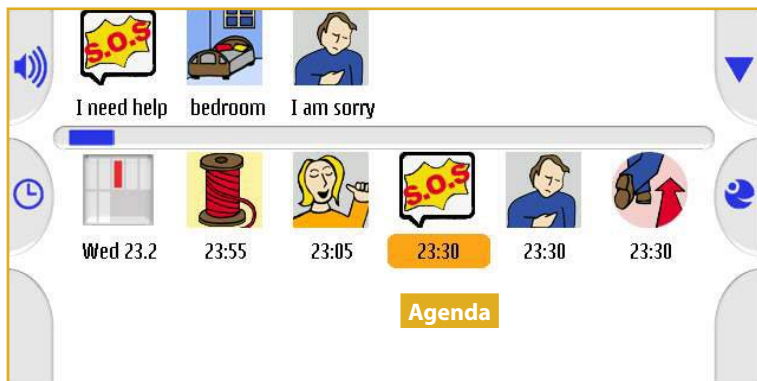 S.O.S
I need help bedroom I am sorry
S.O.S
Wed 23.2 23:55 23:05 23:30 23:30 23:30
Agenda